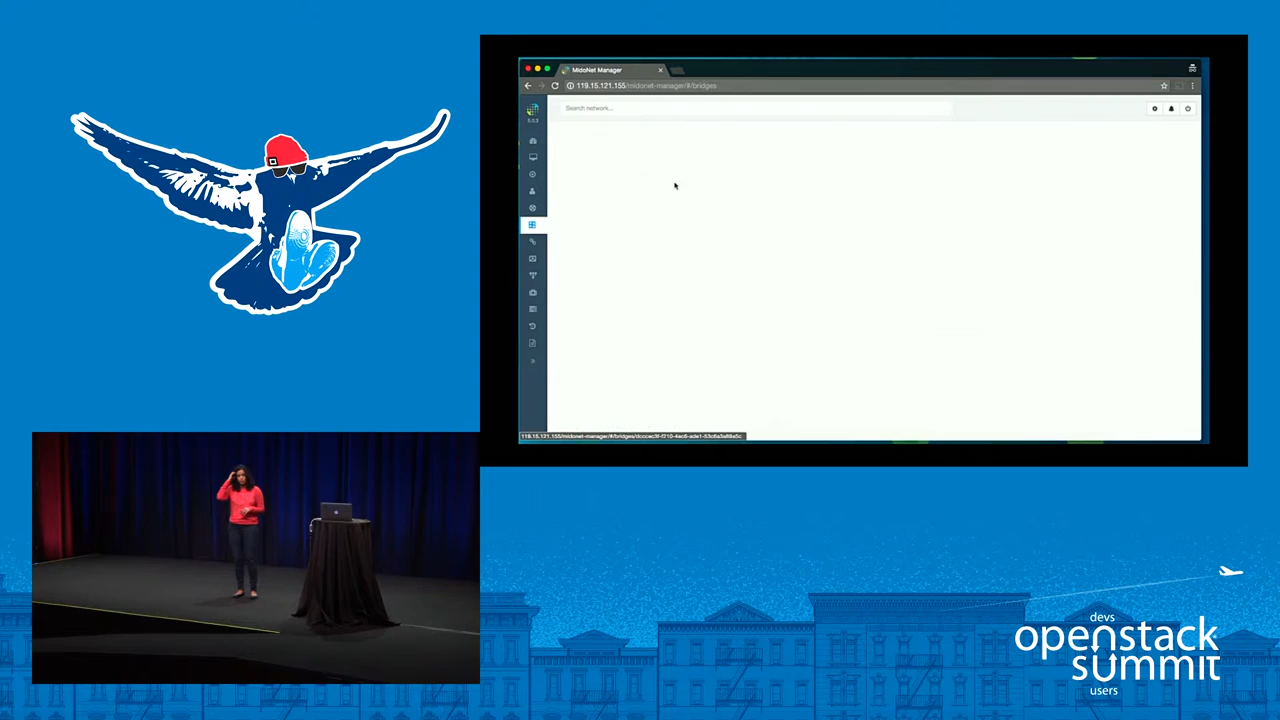 MidoNet Manager
119.15.121.155/midonet-manager/#/bridges
Search network...
devs
openstack
summit
users